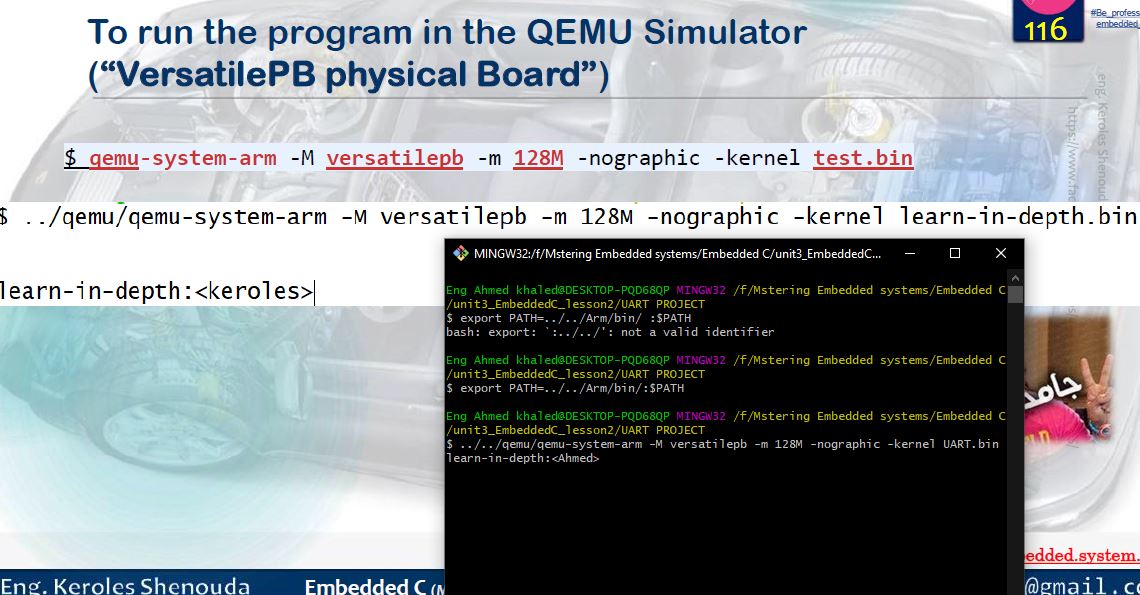 #Be_profess
embedded_
116
To run the program in the QEMU Simulator
(“VersatilePB physical Board”)
eng. Keroles Shenoud
https://www.fac
$ qemu-system-arm -M versatilepb -m 128M -nographic -kernel test.bin
$ ../qemu/qemu-system-arm -M versatilepb -m 128M -nographic -kernel learn-in-depth.bin
learn-in-depth:<keroles>
MINGW32:/f/Mstering Embedded systems/Embedded C/unit3_EmbeddedC...
Eng Ahmed khaled@DESKTOP-PQD68QP MINGW32 /f/Mstering Embedded systems/Embedded C
/unit3_EmbeddedC_lesson2/UART PROJECT
$ export PATH=../../Arm/bin/ :$PATH
bash: export: `:../../': not a valid identifier
Eng Ahmed khaled@DESKTOP-PQD68QP MINGW32 /f/Mstering Embedded systems/Embedded C
/unit3_EmbeddedC_lesson2/UART PROJECT
$ export PATH=../../Arm/bin/:$PATH
Eng Ahmed khaled@DESKTOP-PQD68QP MINGW32 /f/Mstering Embedded systems/Embedded C
/unit3_EmbeddedC_lesson2/UART PROJECT
$ ../../qemu/qemu-system-arm -M versatilepb -m 128M -nographic -kernel UART.bin
learn-in-depth:<Ahmed>
جامد
edded.system.
Eng. Keroles Shenouda
Embedded C (M
@gmail.co